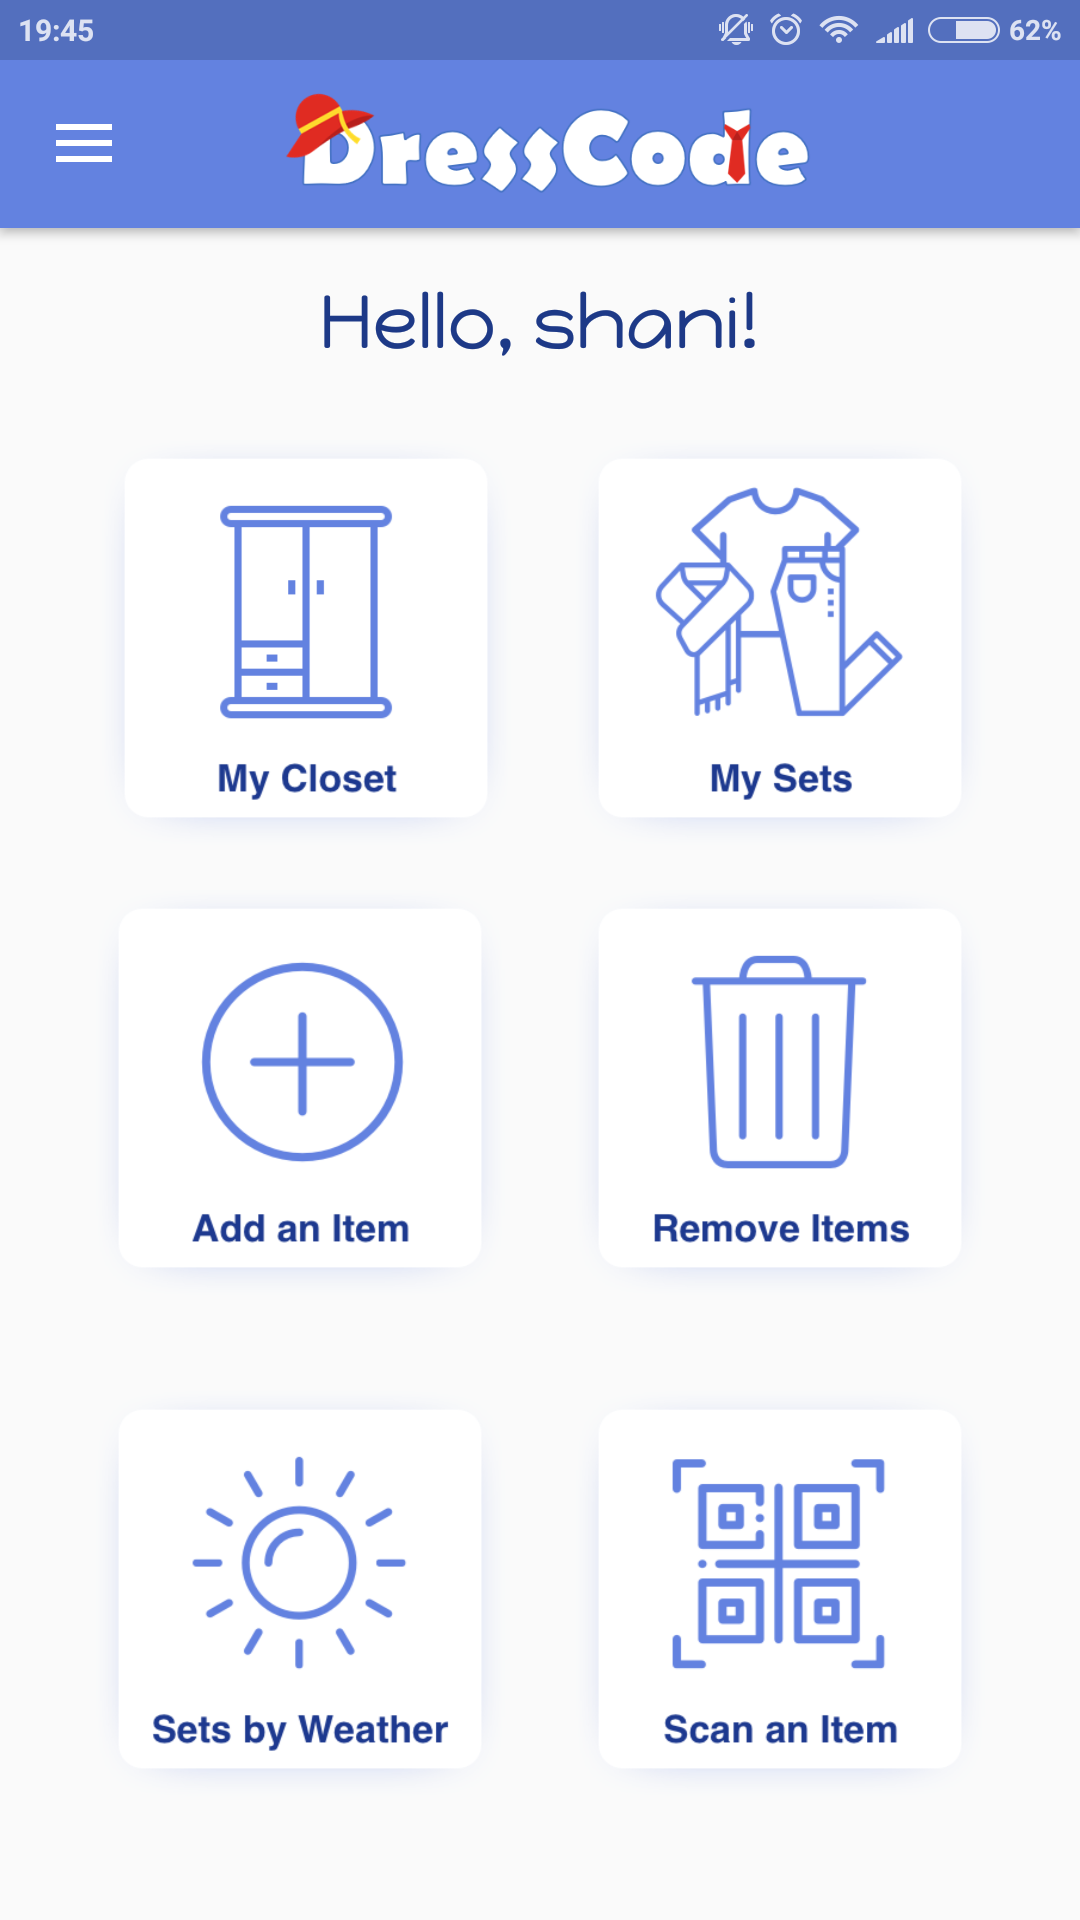 19:45 62%
DressCode
Hello, shani!
My Closet
My Sets
Add an Item
Remove Items
Sets by Weather
Scan an Item